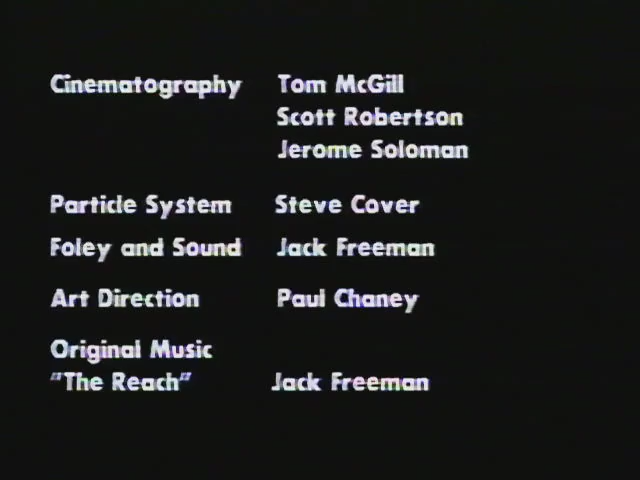 Cinematography Tom McGill
Scott Robertson
Jerome Soloman
Particle System Steve Cover
Foley and Sound Jack Freeman
Art Direction Paul Chaney
Original Music
"The Reach" Jack Freeman